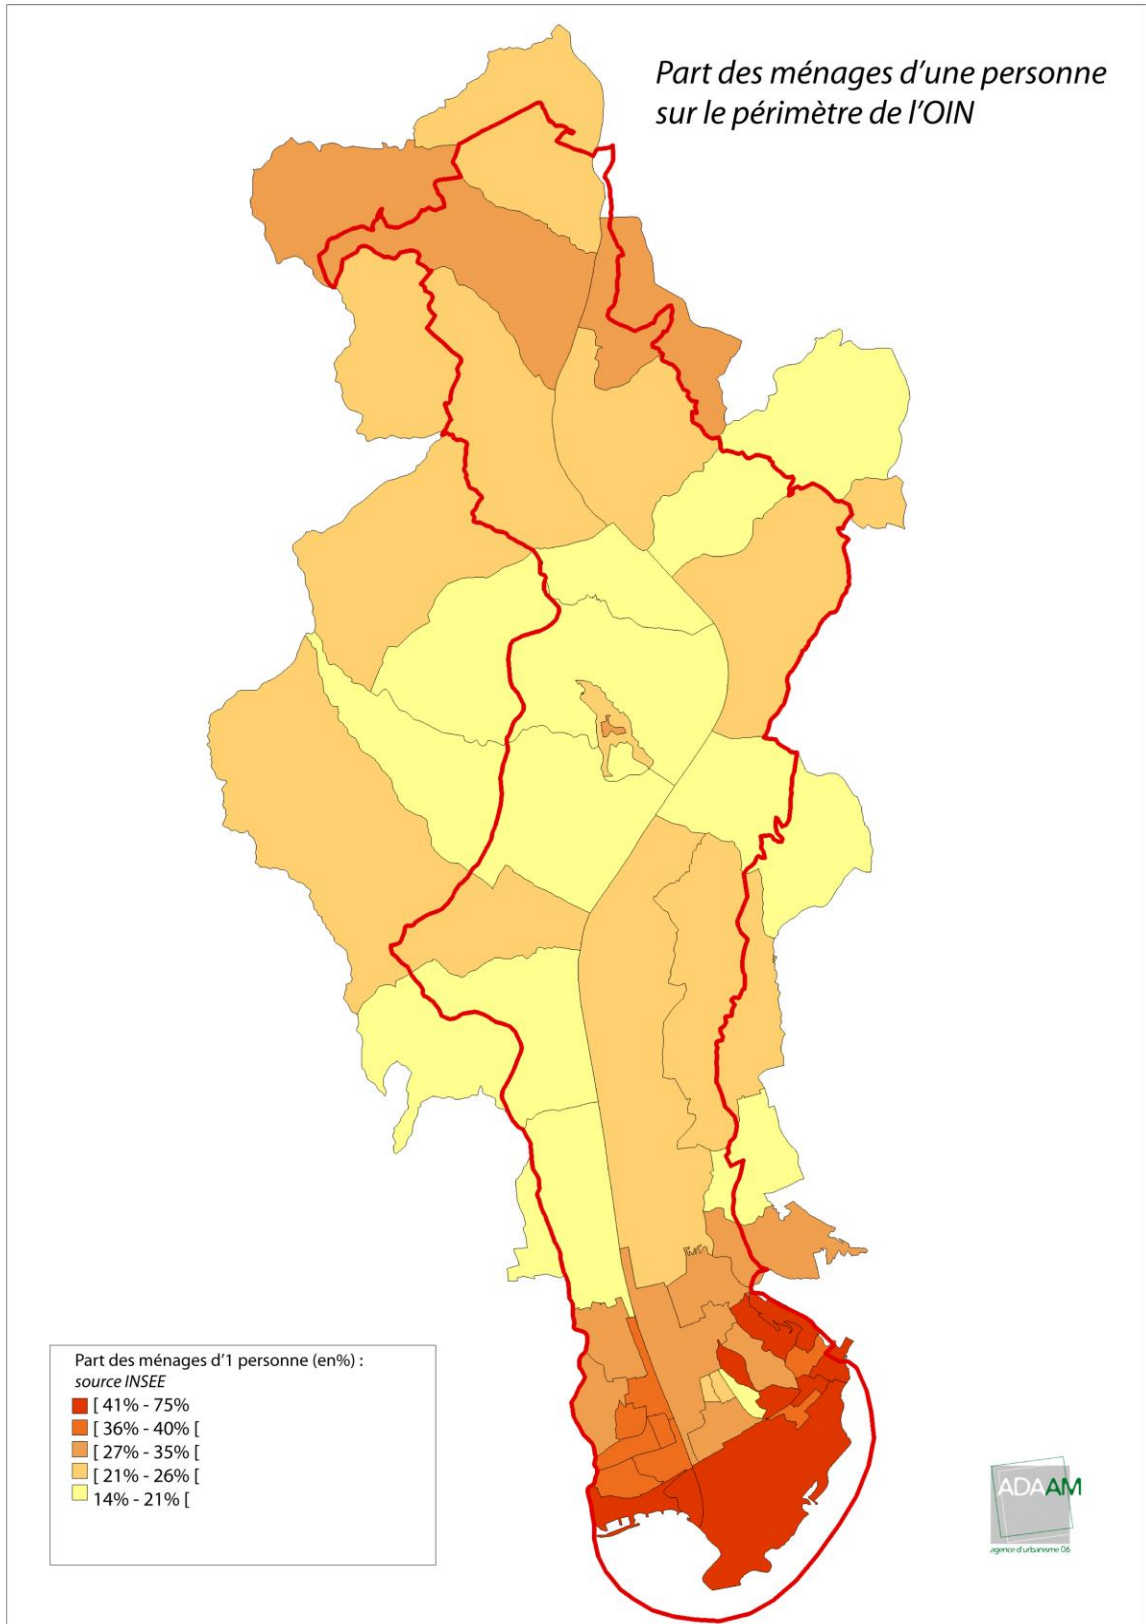 Part des ménages d'une personne
sur le périmètre de l'OIN
Part des ménages d'1 personne (en%) :
source INSEE
[ 41% - 75%
[ 36% - 40% [
[ 27% - 35% [
[ 21% - 26% [
14% - 21% [
ADAAM
agence d'urbanisme 06